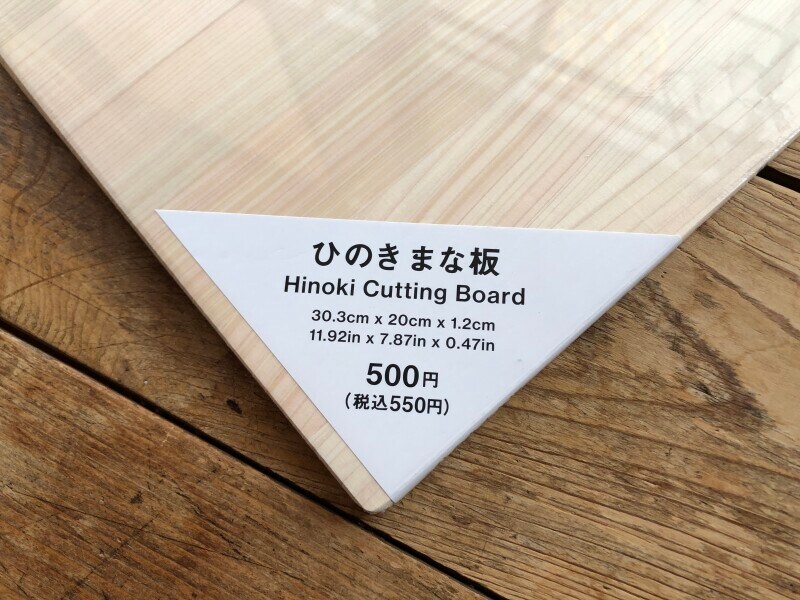 ひのきまな板
Hinoki Cutting Board
30.3cm x 20cm x 1.2cm
11.92in x 7.87in x 0.47in
500円
(税込550円)